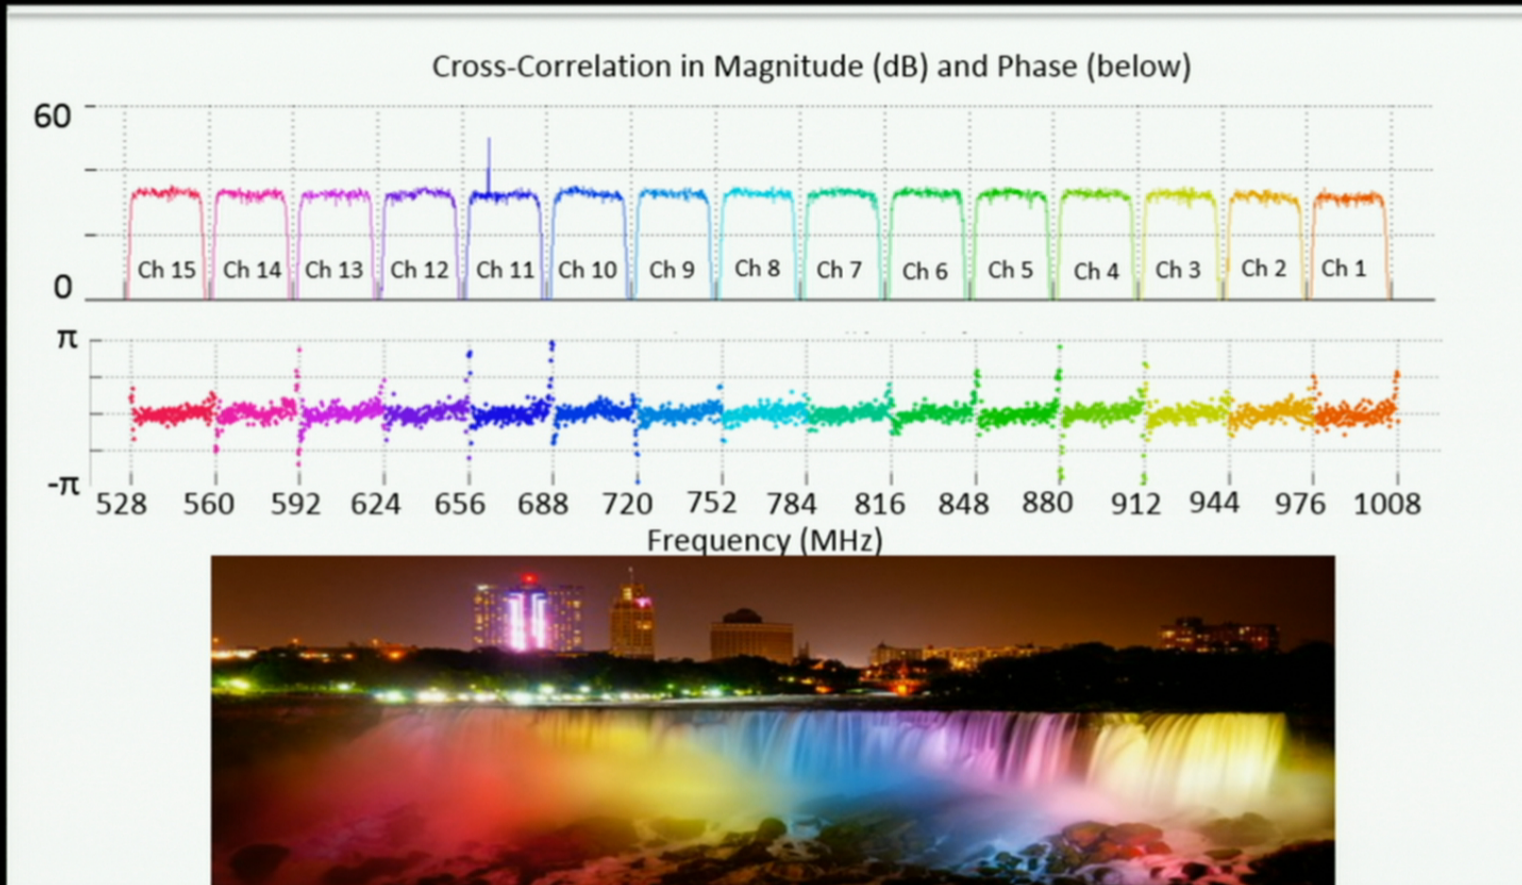 Cross-Correlation in Magnitude (dB) and Phase (below)
60
Ch 15 Ch 14 Ch 13 Ch 12 Ch 11 Ch 10 Ch 9 Ch 8 Ch 7 Ch 6 Ch 5 Ch 4 Ch 3 Ch 2 Ch 1
0
π
-π
528 560 592 624 656 688 720 752 784 816 848 880 912 944 976 1008
Frequency (MHz)